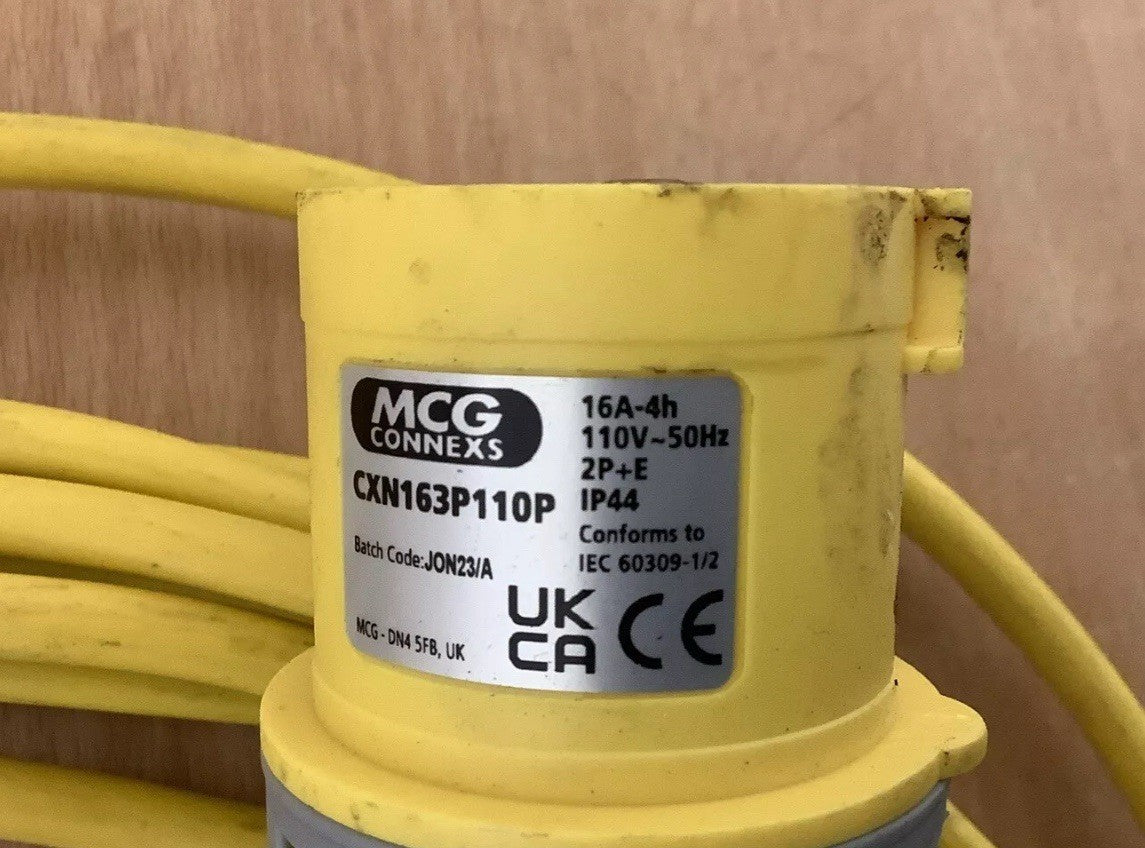 MCG
CONNEXS
CXN163P110P
Batch Code:JON23/A
MCG - DN4 5FB, UK
16A-4h
110V~50Hz
2P+E
IP44
Conforms to
IEC 60309-1/2
UK
CA
CE